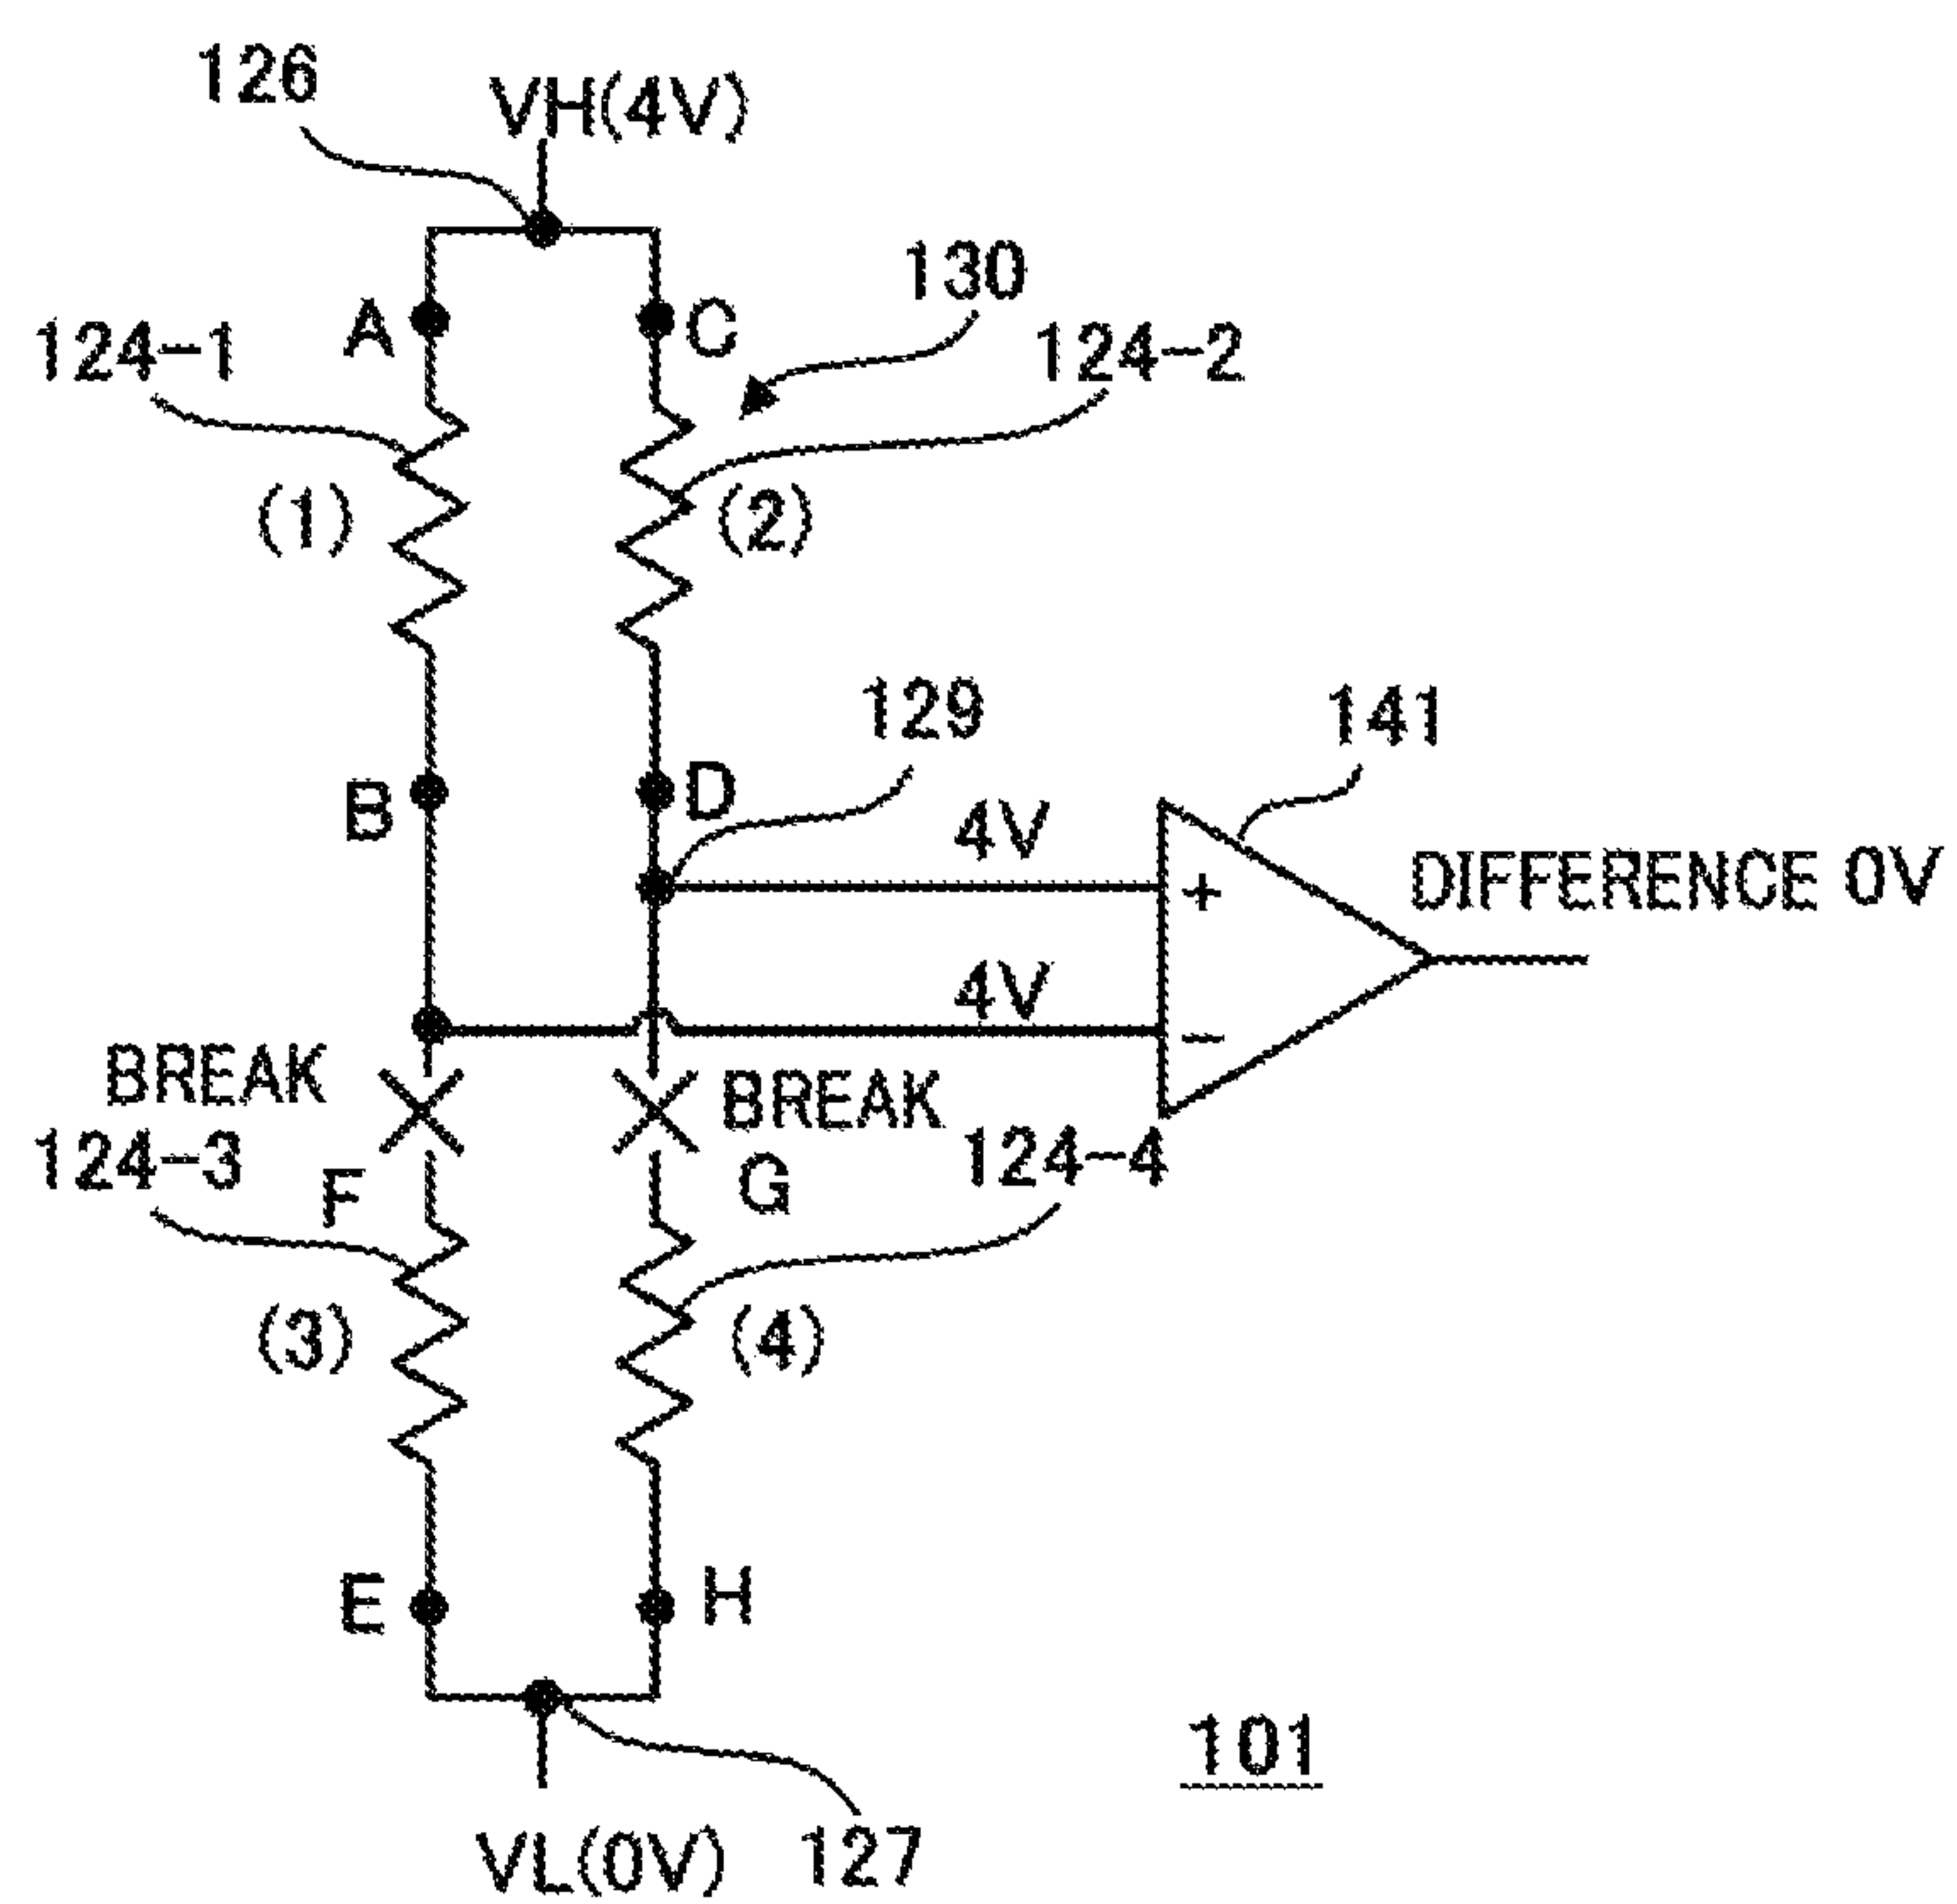 126
VH(4V)
130
A
C
124-1
124-2
(1)
(2)
129
141
B
D
4V
DIFFERENCE 0V
+
4V
−
BREAK
BREAK
124-3
F
G
124-4
(3)
(4)
E
H
101
VL(0V)
127